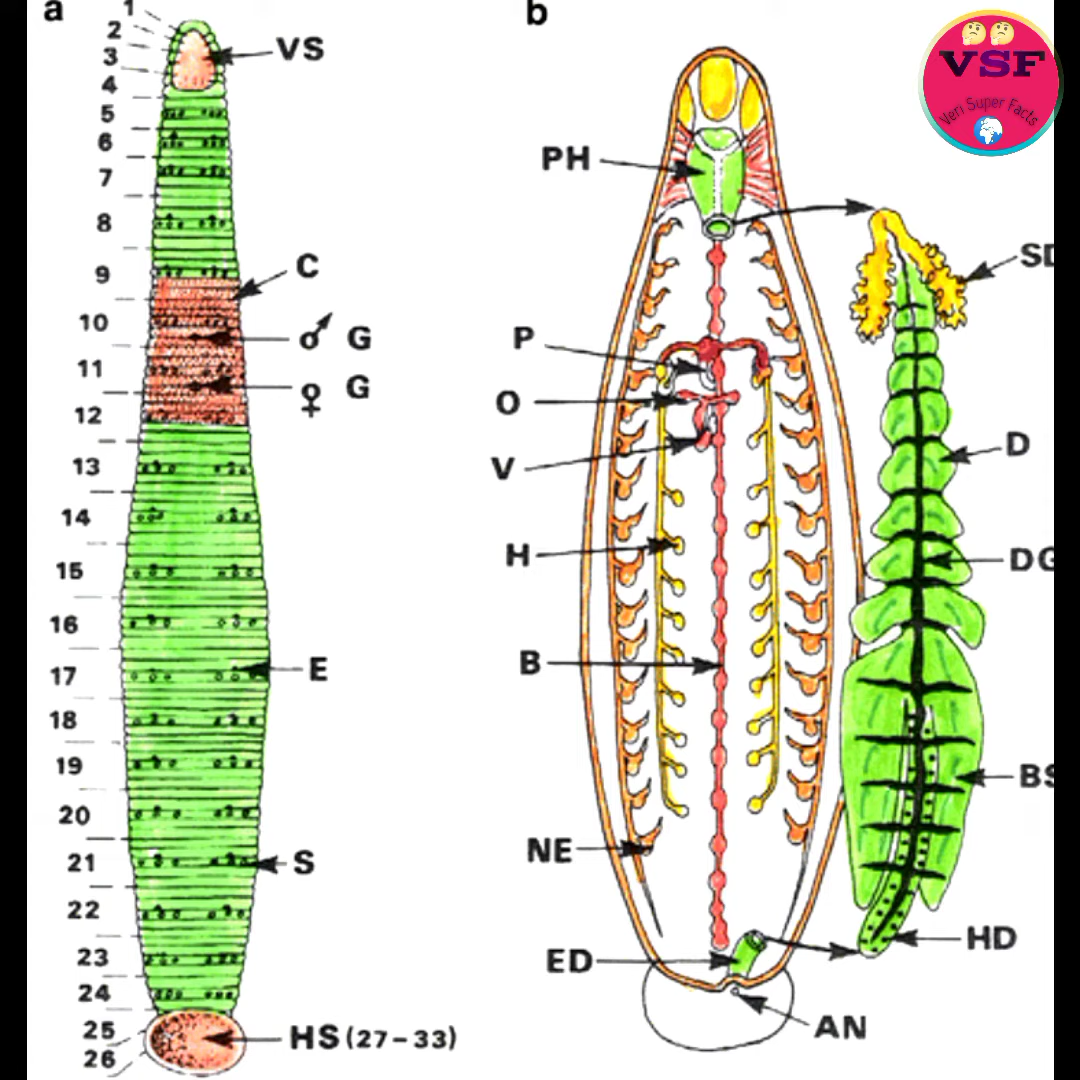 a
1
2
3
4
5
6
7
8
9
10
11
12
13
14
15
16
17
18
19
20
21
22
23
24
25
26
VS
C
♂ G
♀ G
E
S
HS (27-33)
b
PH
P
O
V
H
B
NE
ED
AN
SD
D
DG
BS
HD
VSF
Veri Super Facts